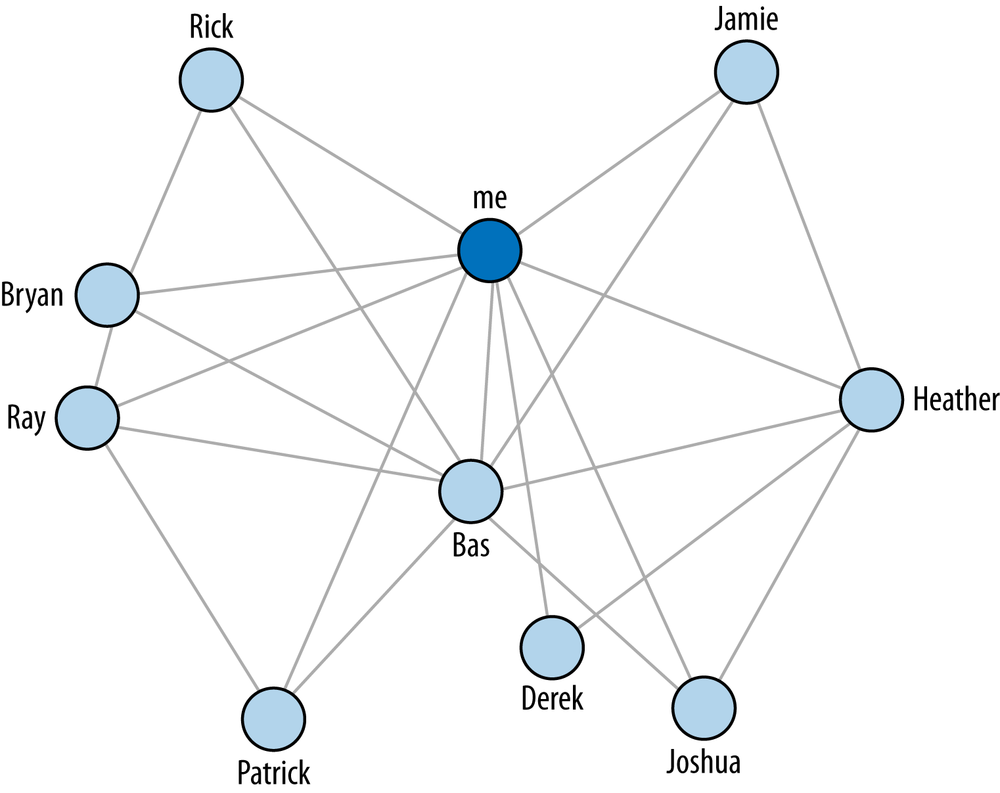 Rick
Jamie
me
Bryan
Heather
Ray
Bas
Derek
Joshua
Patrick